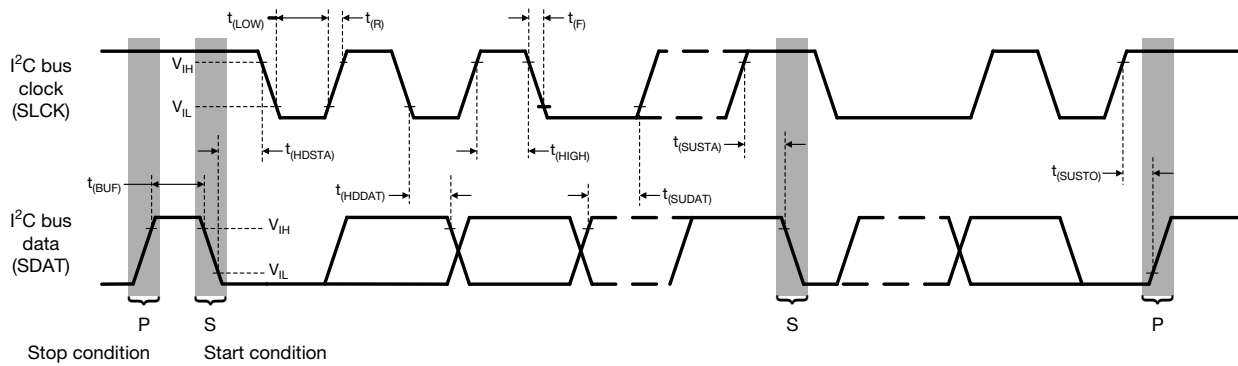 t(LOW) t(R) t(F)
I²C bus
clock
(SLCK)
VIH
VIL
t(HDSTA) t(HIGH) t(SUSTA)
t(BUF) t(HDDAT) t(SUDAT) t(SUSTO)
I²C bus
data
(SDAT)
VIH
VIL
P S S P
Stop condition Start condition